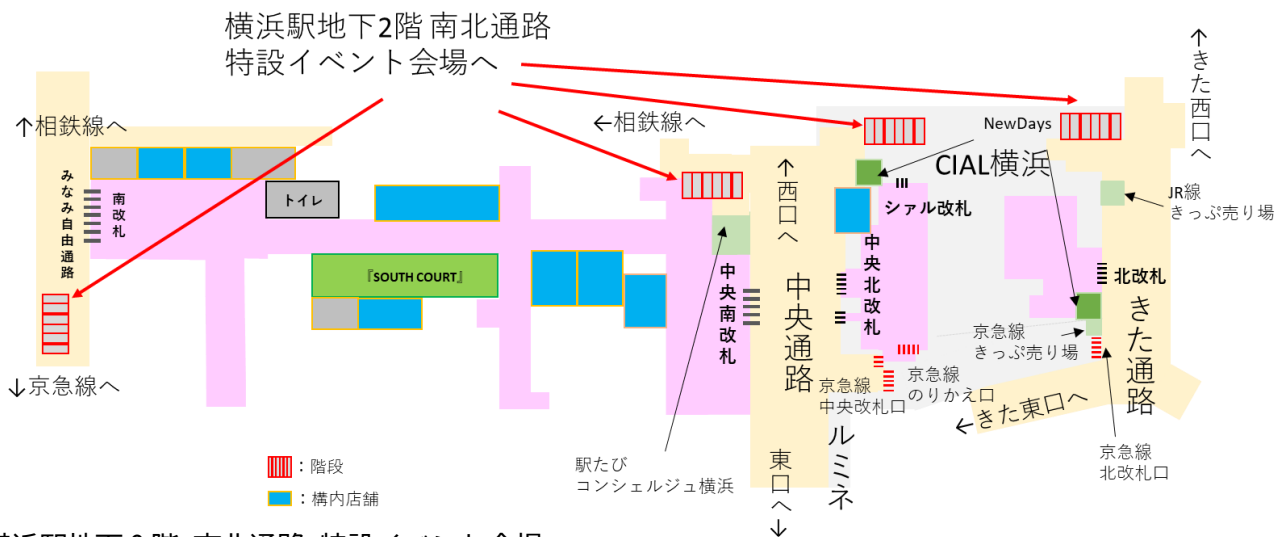 横浜駅地下2階 南北通路
特設イベント会場へ
↑相鉄線へ
←相鉄線へ
↑きた西口へ
NewDays
CIAL横浜
みなみ自由通路
南改札
トイレ
↑西口へ
シァル改札
JR線
きっぷ売り場
『SOUTH COURT』
中央南改札
中央通路
中央北改札
北改札
きた通路
京急線
きっぷ売り場
↓京急線へ
京急線
中央改札口
京急線
のりかえ口
←きた東口へ
ルミネ
京急線
北改札口
駅たび
コンシェルジュ横浜
東口へ↓
：階段
：構内店舗